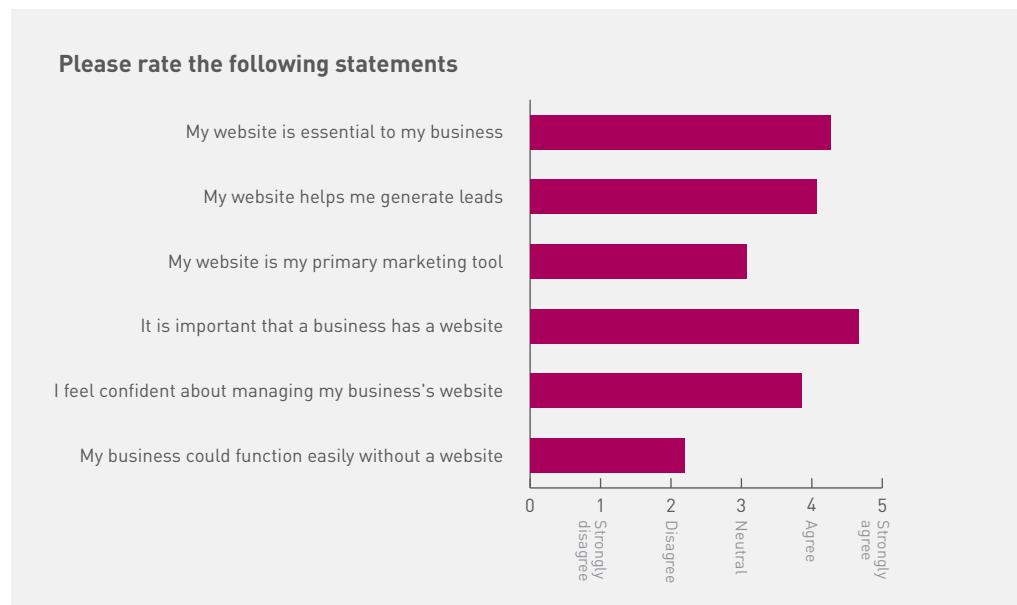 Please rate the following statements
My website is essential to my business
My website helps me generate leads
My website is my primary marketing tool
It is important that a business has a website
I feel confident about managing my business's website
My business could function easily without a website
0 1 2 3 4 5
Strongly
disagree
Disagree
Neutral
Agree
Strongly
agree